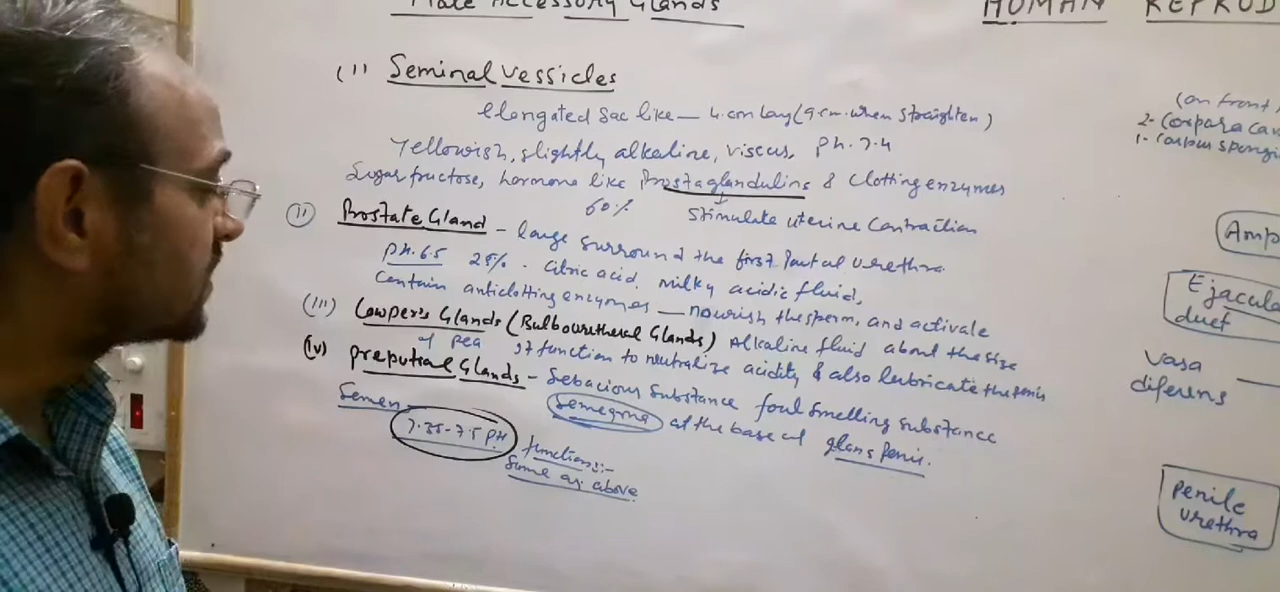 Male Accessory Glands
HUMAN REPROD
(i) Seminal Vessicles
elongated sac like — 4.cm long (9 cm. when straighten)
Yellowish, slightly alkaline, viscus, Ph. 7.4
Sugar fructose, hormone like Prostaglandulins & Clotting enzymes
60% stimulate uterine Contraction
(ii) Prostate Gland – large surround the first Part of Urethra
PH. 6.5 25%. Citric acid, milky acidic fluid,
Contain anticlotting enzymes — nourish the sperm, and activate
(iii) Cowper's Glands (Bulbouretheral Glands) Alkaline fluid about the size
of pea It function to neutralize acidity & also lubricate the penis
(iv) Preputial Glands – Sebacious Substance foul Smelling substance
Semegma at the base of glans Penis.
Semen
7.35-7.5 PH
functions:-
Same as above
(on front
2- Corpara Ca
1- Corpus Spongi
Amp
Ejacula
duct
Vasa
diferens
Penile
urethra